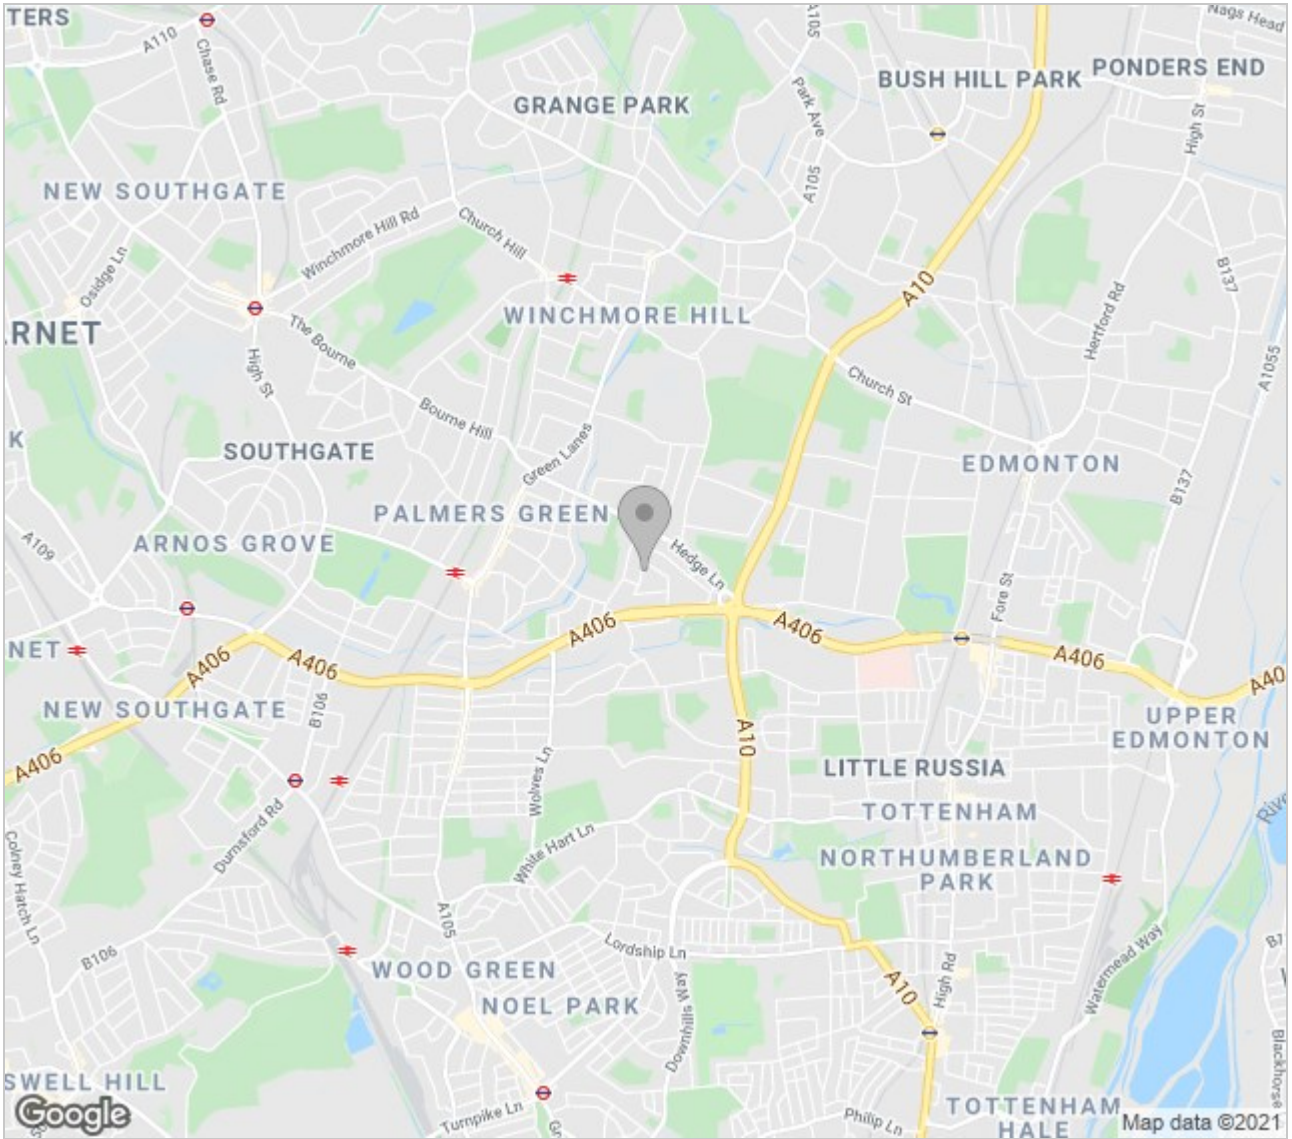 TERS
A110
Chase Rd
A105
Nags Head
GRANGE PARK
Park Ave
BUSH HILL PARK
PONDERS END
High St
NEW SOUTHGATE
A105
Winchmore Hill Rd
Church Hill
Osidge Ln
B137
A10
WINCHMORE HILL
Hertford Rd
ARNET
The Bourne
High St
A1055
Church St
Bourne Hill
K
SOUTHGATE
Green Lanes
EDMONTON
B137
PALMERS GREEN
A109
ARNOS GROVE
Hedge Ln
Fore St
A406
A406
NET
A406
A406
A406
A40
NEW SOUTHGATE
B106
UPPER
EDMONTON
A10
A406
LITTLE RUSSIA
Wolves Ln
TOTTENHAM
Durnsford Rd
White Hart Ln
NORTHUMBERLAND
PARK
Colney Hatch Ln
A105
B106
Lordship Ln
Watermead Way
WOOD GREEN
A10
High Rd
NOEL PARK
Downhills Way
SWELL HILL
Blackhorse
Google
Turnpike Ln
Philip Ln
TOTTENHAM
HALE
Map data ©2021